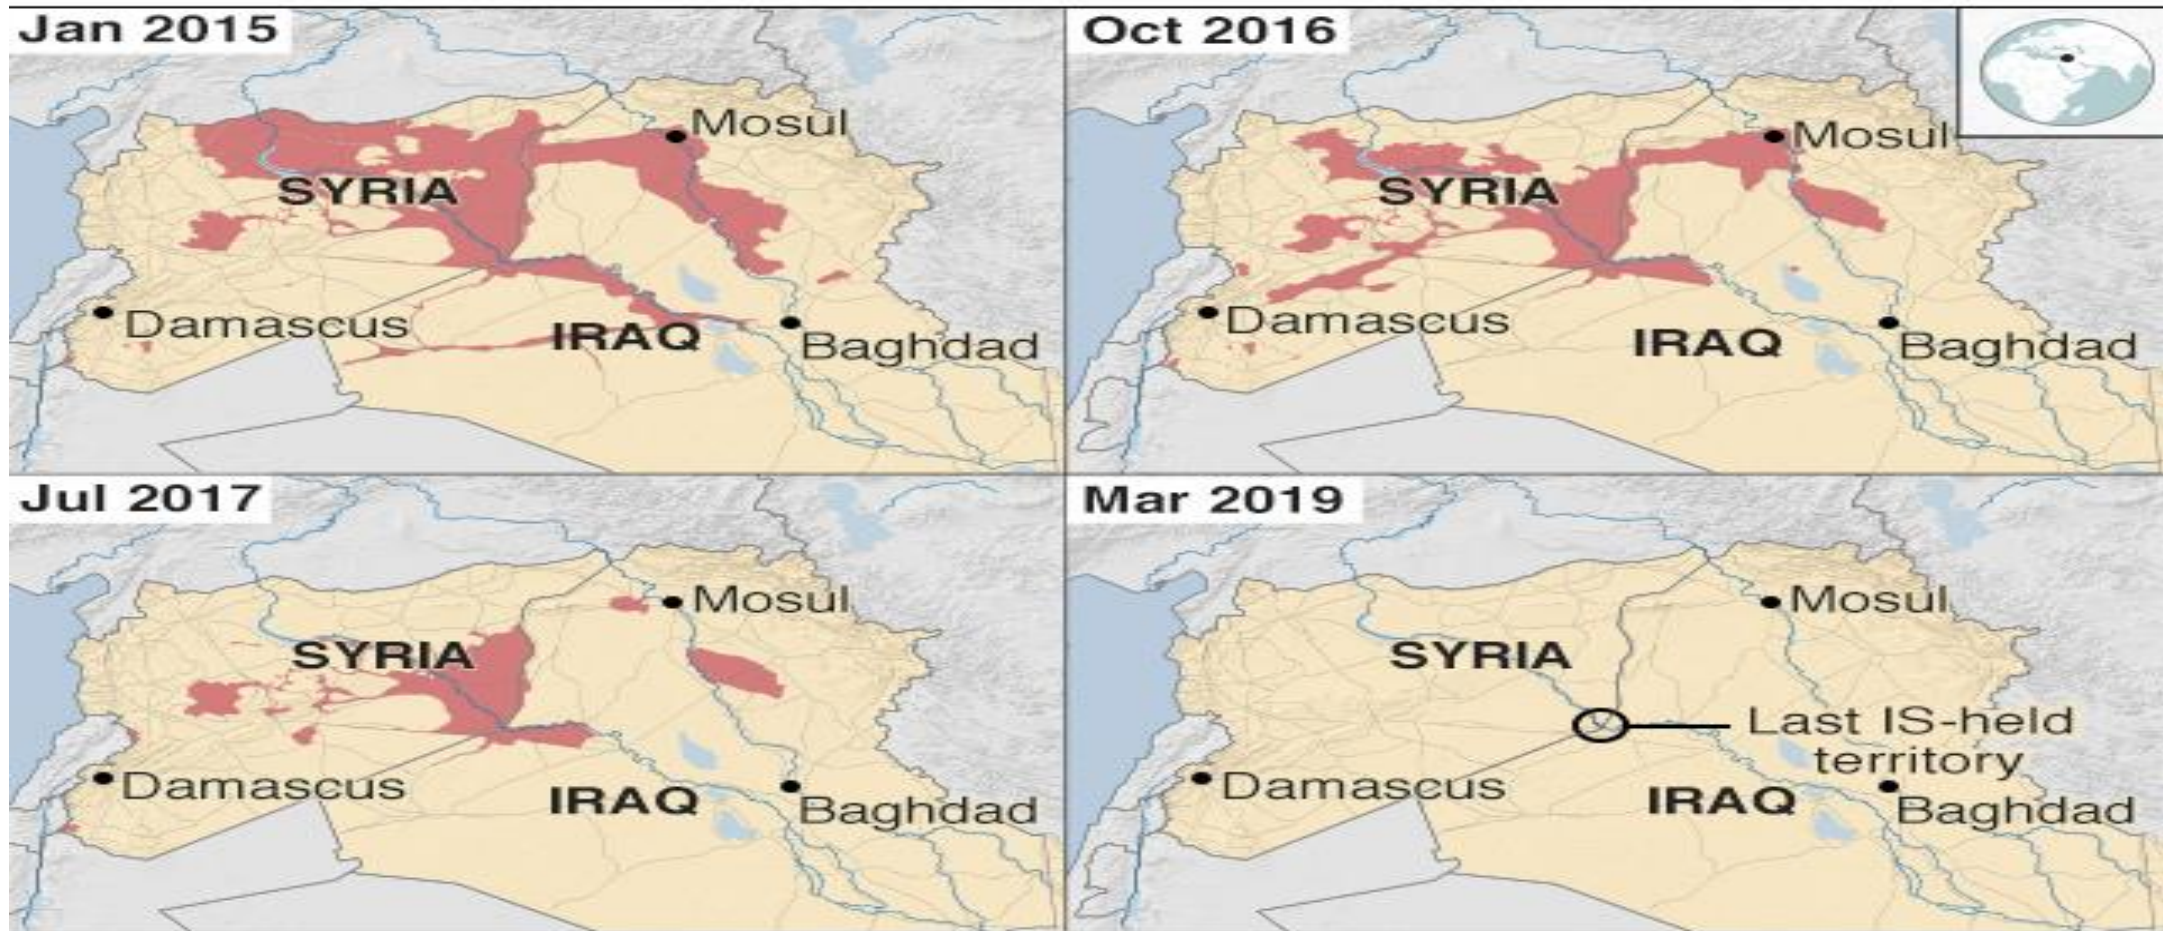 Jan 2015
Mosul
SYRIA
Damascus
IRAQ
Baghdad
Oct 2016
Mosul
SYRIA
Damascus
IRAQ
Baghdad
Jul 2017
Mosul
SYRIA
Damascus
IRAQ
Baghdad
Mar 2019
Mosul
SYRIA
Last IS-held
territory
Damascus
IRAQ
Baghdad